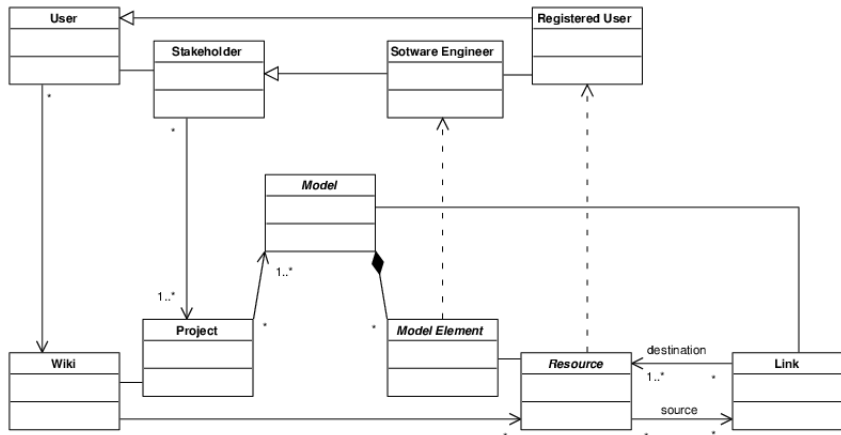 User
Registered User
Stakeholder
Sotware Engineer
*
*
Model
1..*
1..*
*
*
Project
Model Element
destination
Wiki
Resource
1..*
*
Link
source
*
*
*